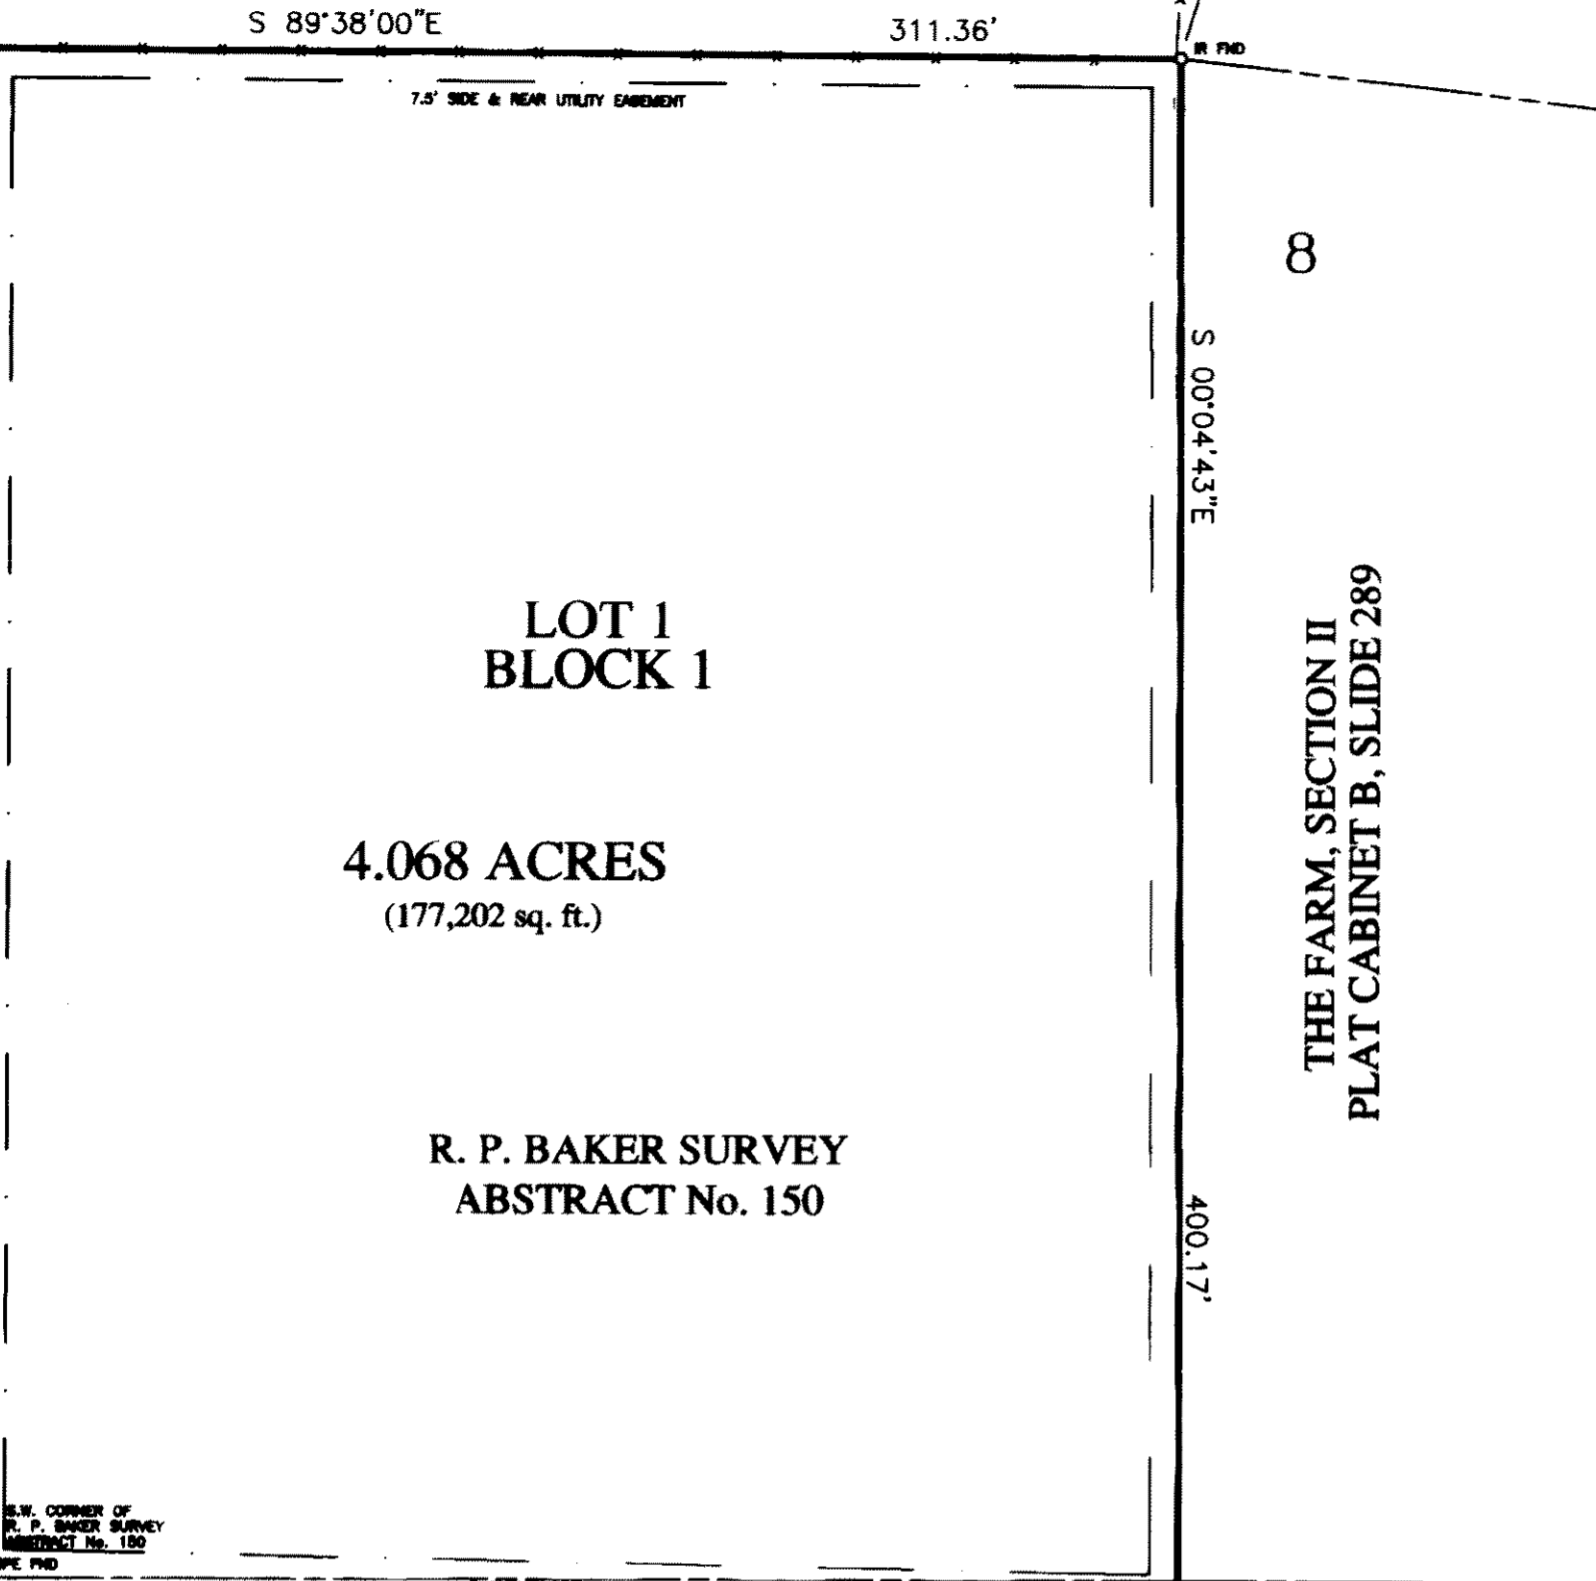 S 89°38'00"E 311.36'
IR FND
7.5' SIDE & REAR UTILITY EASEMENT
8
S 00°04'43"E
LOT 1
BLOCK 1
THE FARM, SECTION II
PLAT CABINET B, SLIDE 289
4.068 ACRES
(177,202 sq. ft.)
R. P. BAKER SURVEY
ABSTRACT No. 150
400.17'
S.W. CORNER OF
R. P. BAKER SURVEY
ABSTRACT No. 150
FND